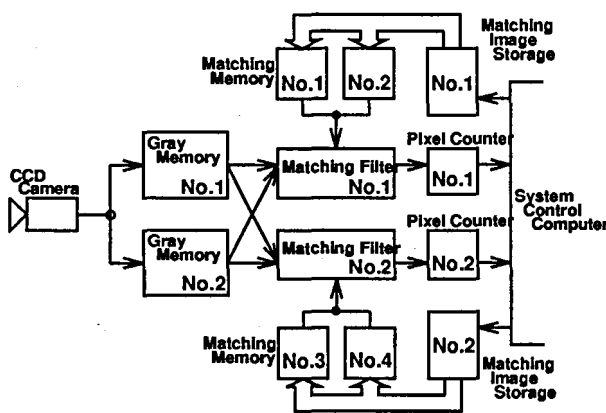 Matching
Image
Storage
Matching
Memory
No.1
No.2
No.1
CCD
Camera
Gray
Memory
No.1
Matching Filter
No.1
Pixel Counter
No.1
System
Control
Computer
Gray
Memory
No.2
Matching Filter
No.2
Pixel Counter
No.2
Matching
Memory
No.3
No.4
No.2
Matching
Image
Storage